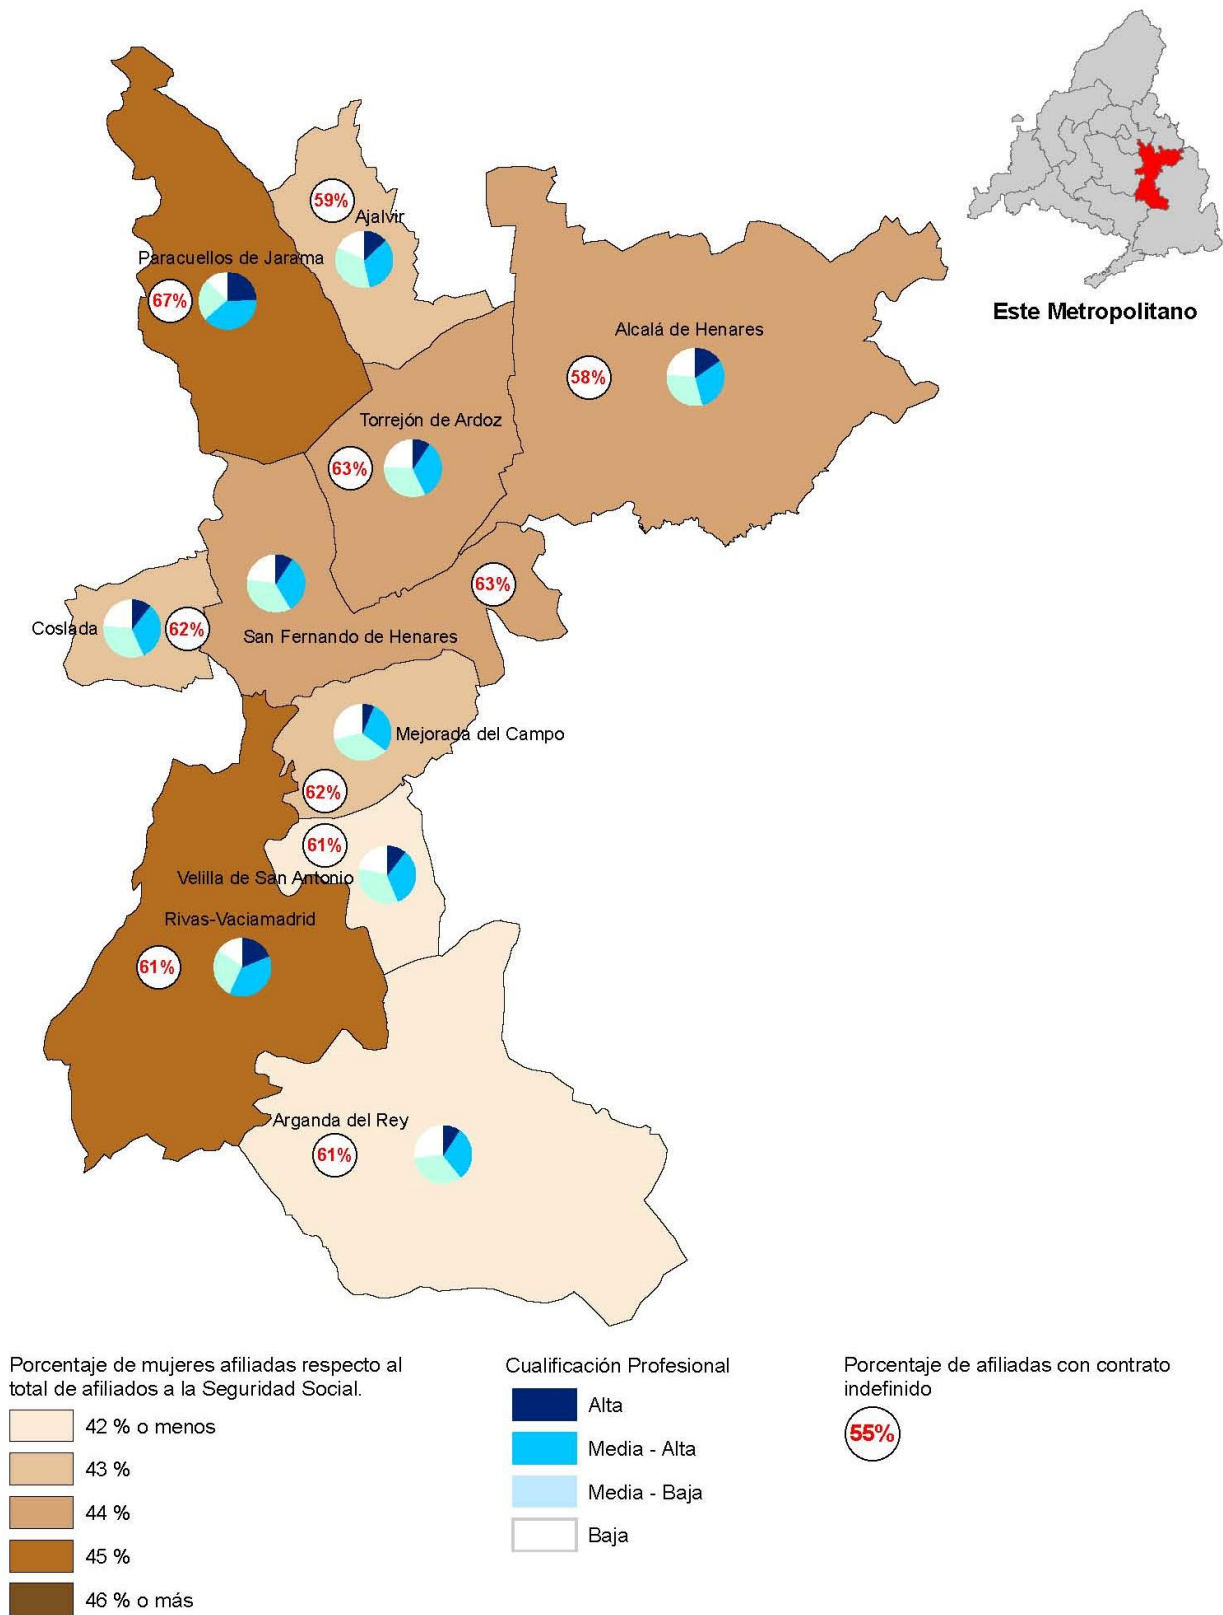 59%
Ajalvir
Paracuellos de Jarama
67%
Este Metropolitano
Alcalá de Henares
58%
Torrejón de Ardoz
63%
63%
Coslada
62%
San Fernando de Henares
Mejorada del Campo
62%
61%
Velilla de San Antonio
Rivas-Vaciamadrid
61%
Arganda del Rey
61%
Porcentaje de mujeres afiliadas respecto al
total de afiliados a la Seguridad Social.
42 % o menos
43 %
44 %
45 %
46 % o más
Cualificación Profesional
Alta
Media - Alta
Media - Baja
Baja
Porcentaje de afiliadas con contrato
indefinido
55%